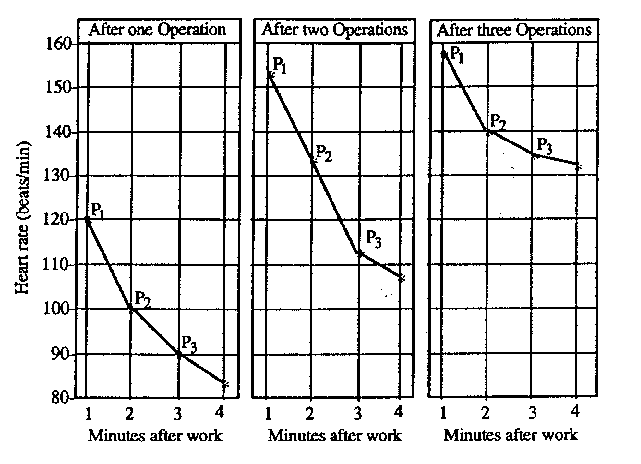 After one Operation
After two Operations
After three Operations
Heart rate (beats/min)
160
150
140
130
120
110
100
90
80
P1
P2
P3
P1
P2
P3
P1
P2
P3
1 2 3 4
1 2 3 4
1 2 3 4
Minutes after work
Minutes after work
Minutes after work